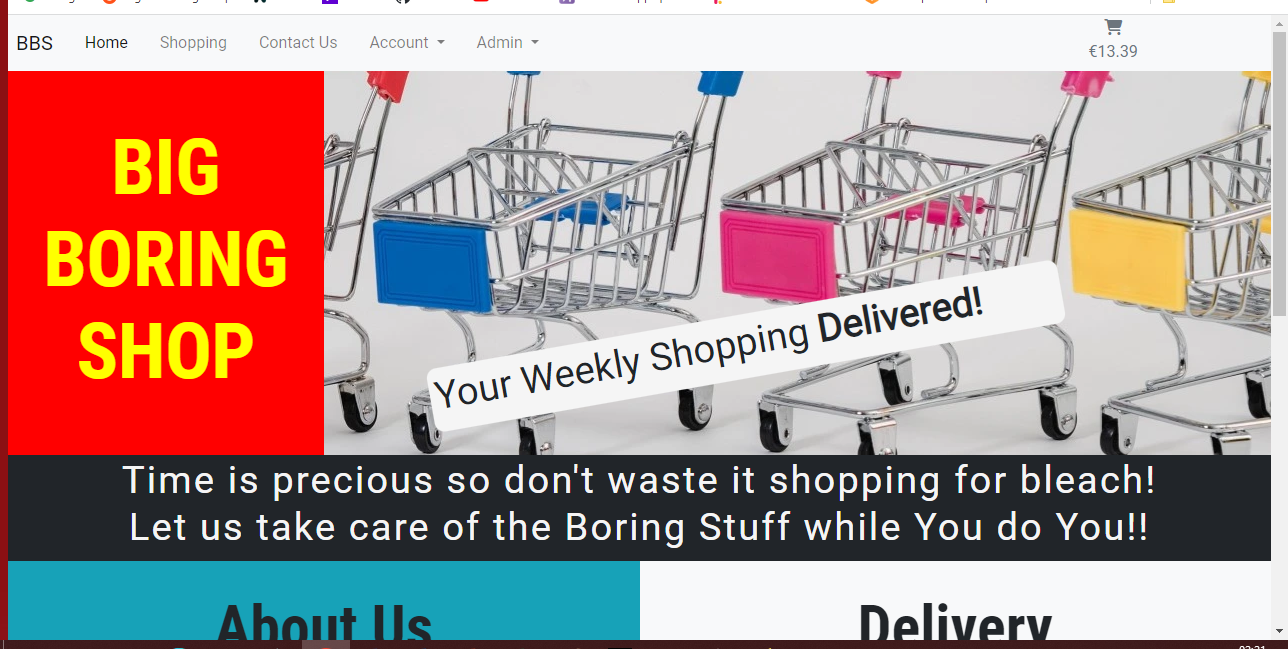 BBS Home Shopping Contact Us Account Admin
€13.39
BIG
BORING
SHOP
Your Weekly Shopping Delivered!
Time is precious so don't waste it shopping for bleach!
Let us take care of the Boring Stuff while You do You!!
About Us
Delivery